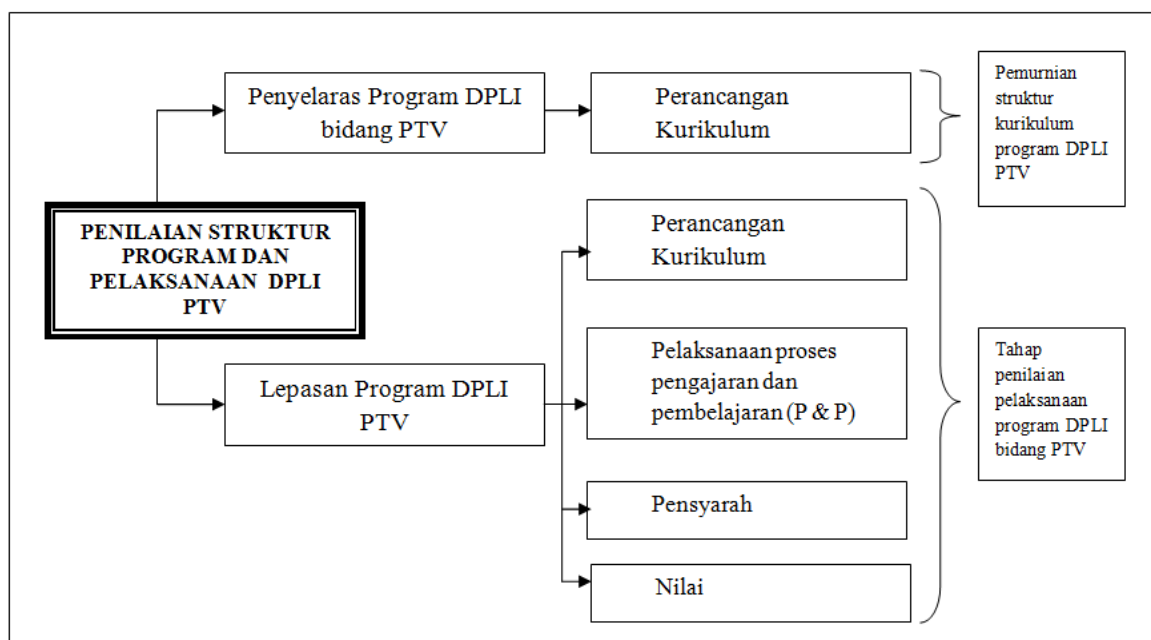 Penyelaras Program DPLI
bidang PTV
Perancangan
Kurikulum
Pemurnian
struktur
kurikulum
program DPLI
PTV
PENILAIAN STRUKTUR
PROGRAM DAN
PELAKSANAAN DPLI
PTV
Lepasan Program DPLI
PTV
Perancangan
Kurikulum
Pelaksanaan proses
pengajaran dan
pembelajaran (P & P)
Pensyarah
Nilai
Tahap
penilaian
pelaksanaan
program DPLI
bidang PTV